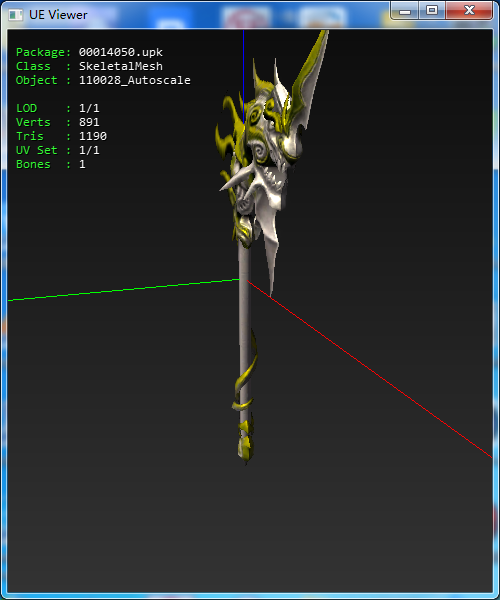 UE Viewer
Package: 00014050.upk
Class : SkeletalMesh
Object : 110028_Autoscale
LOD : 1/1
Verts : 891
Tris : 1190
UV Set : 1/1
Bones : 1